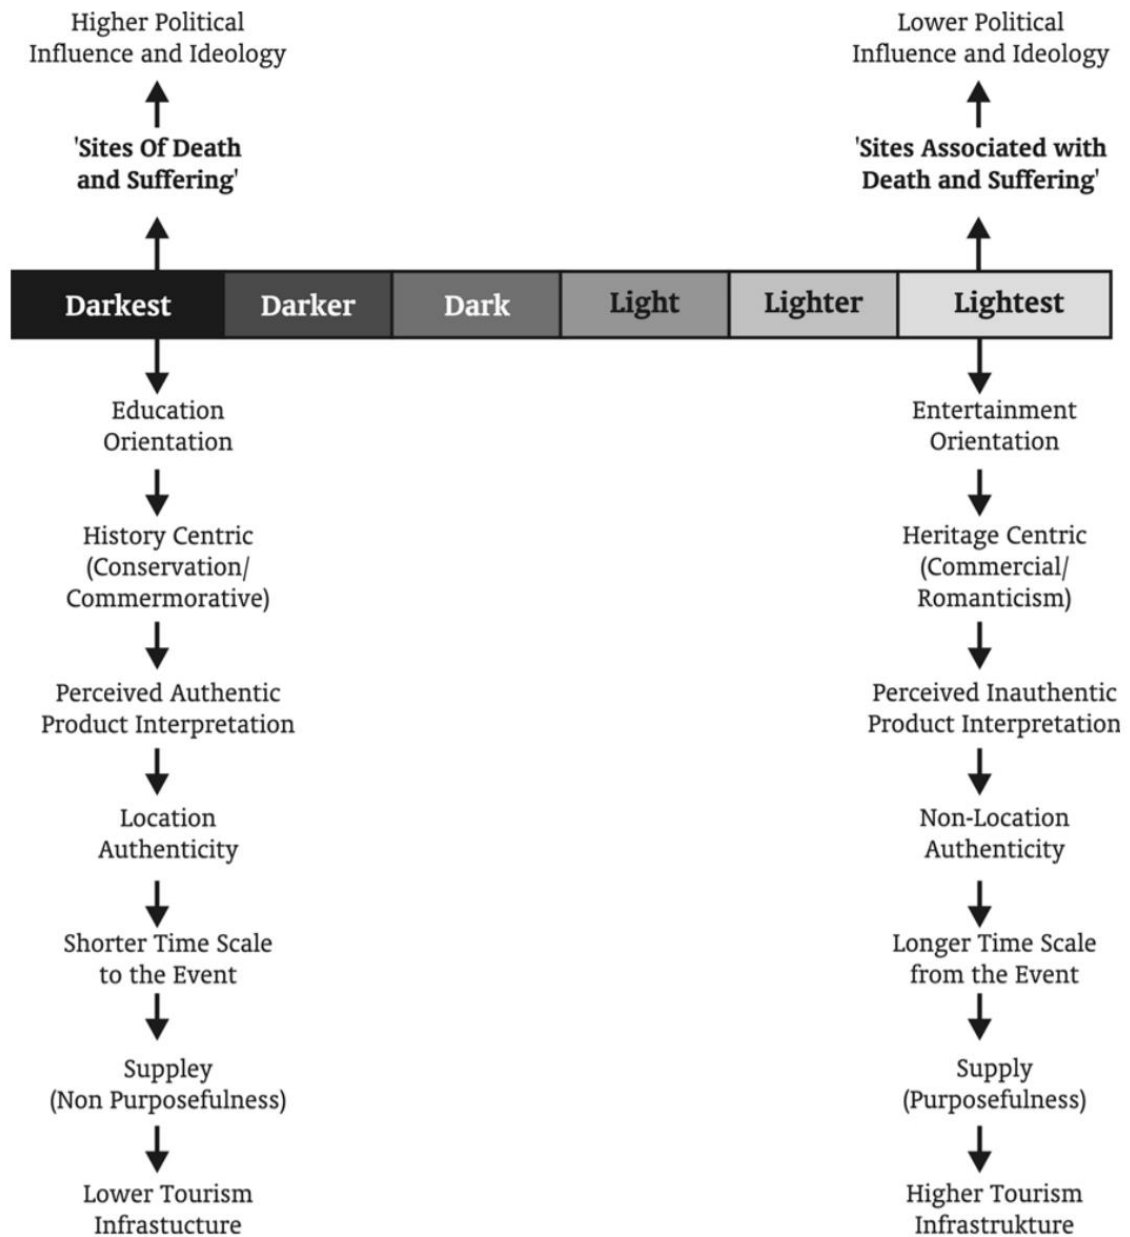 Higher Political
Influence and Ideology
Lower Political
Influence and Ideology
'Sites Of Death
and Suffering'
'Sites Associated with
Death and Suffering'
Darkest Darker Dark Light Lighter Lightest
Education
Orientation
Entertainment
Orientation
History Centric
(Conservation/
Commermorative)
Heritage Centric
(Commercial/
Romanticism)
Perceived Authentic
Product Interpretation
Perceived Inauthentic
Product Interpretation
Location
Authenticity
Non-Location
Authenticity
Shorter Time Scale
to the Event
Longer Time Scale
from the Event
Suppley
(Non Purposefulness)
Supply
(Purposefulness)
Lower Tourism
Infrastucture
Higher Tourism
Infrastrukture